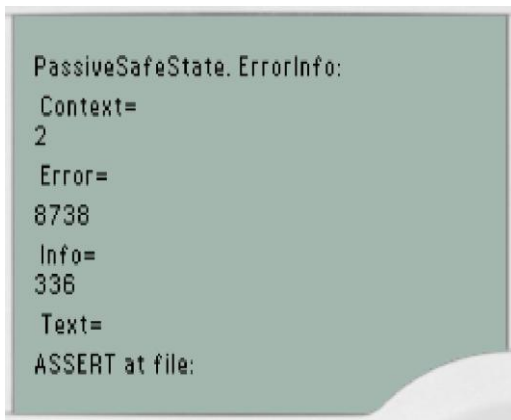 PassiveSafeState. ErrorInfo:
Context=
2
Error=
8738
Info=
336
Text=
ASSERT at file: